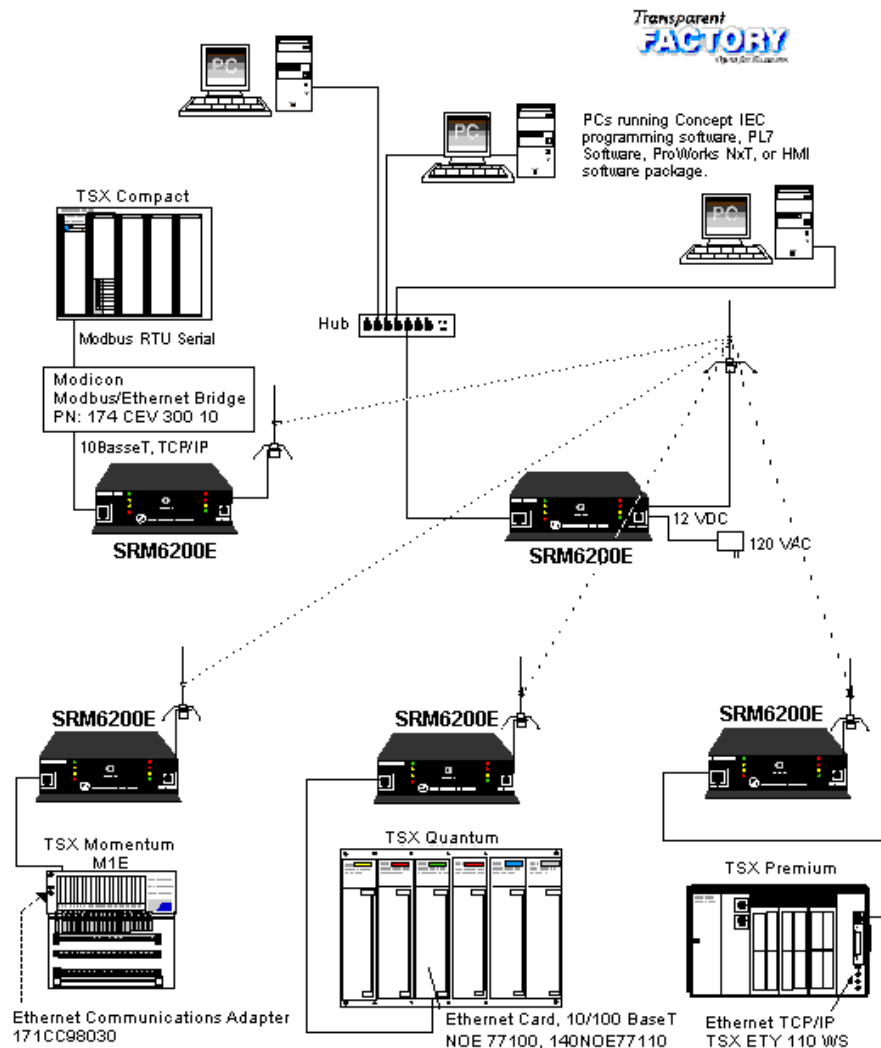 Transparent
FACTORY
PC
PC
PCs running Concept IEC
programming software, PL7
Software, ProWorks NxT, or HMI
software package.
PC
TSX Compact
Hub
Modbus RTU Serial
Modicon
Modbus/Ethernet Bridge
PN: 174 CEV 300 10
10BasseT, TCP/IP
SRM6200E
12 VDC
120 VAC
SRM6200E
SRM6200E
SRM6200E
SRM6200E
TSX Momentum
M1E
TSX Quantum
TSX Premium
Ethernet Communications Adapter
171CC98030
Ethernet Card, 10/100 BaseT
NOE 77100, 140NOE77110
Ethernet TCP/IP
TSX ETY 110 WS